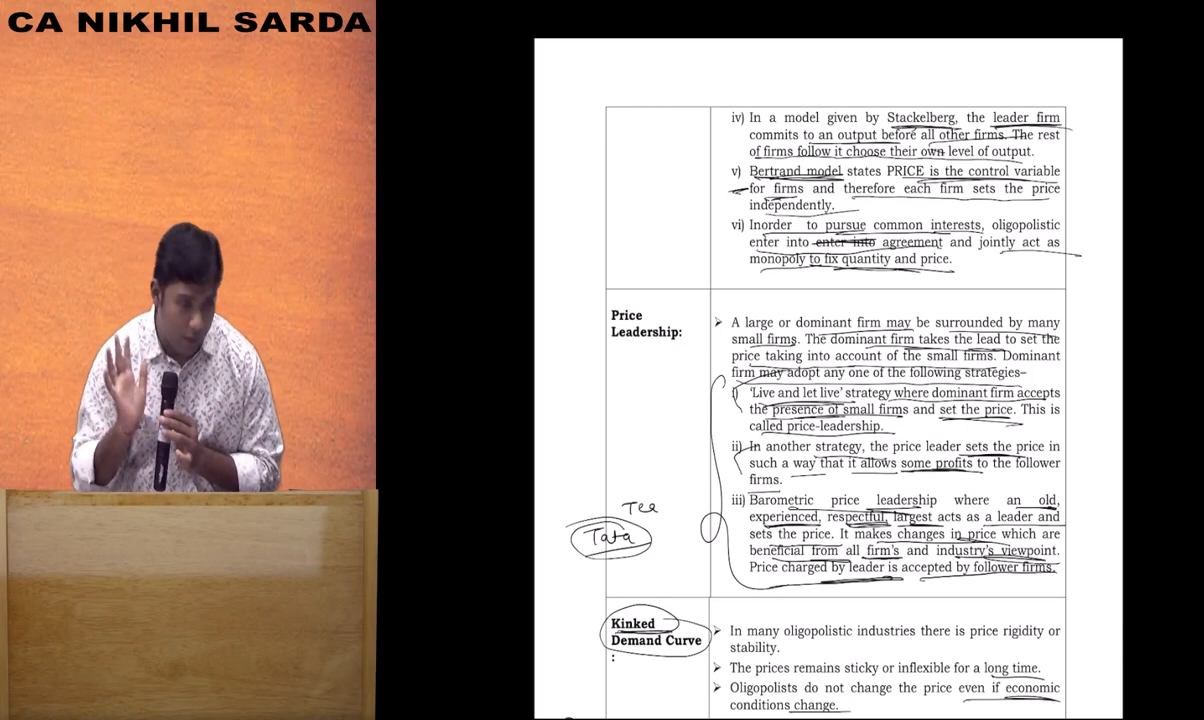 CA NIKHIL SARDA
iv) In a model given by Stackelberg, the leader firm
commits to an output before all other firms. The rest
of firms follow it choose their own level of output.
v) Bertrand model states PRICE is the control variable
for firms and therefore each firm sets the price
independently.
vi) Inorder to pursue common interests, oligopolistic
enter into enter into agreement and jointly act as
monopoly to fix quantity and price.
Price
Leadership:
➢ A large or dominant firm may be surrounded by many
small firms. The dominant firm takes the lead to set the
price taking into account of the small firms. Dominant
firm may adopt any one of the following strategies–
i) 'Live and let live' strategy where dominant firm accepts
the presence of small firms and set the price. This is
called price-leadership.
ii) In another strategy, the price leader sets the price in
such a way that it allows some profits to the follower
firms.
iii) Barometric price leadership where an old,
experienced, respectful, largest acts as a leader and
sets the price. It makes changes in price which are
beneficial from all firm's and industry's viewpoint.
Price charged by leader is accepted by follower firms.
Tea
Tata
Kinked
Demand Curve
:
➢ In many oligopolistic industries there is price rigidity or
stability.
➢ The prices remains sticky or inflexible for a long time.
➢ Oligopolists do not change the price even if economic
conditions change.